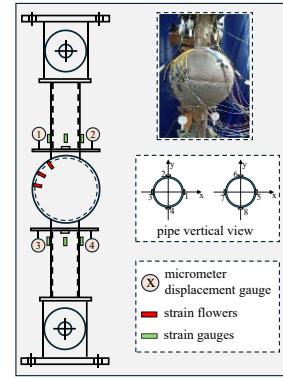 1 2
3 4
y y
2 6
3 1 x 7 5 x
4 8
pipe vertical view
X micrometer
displacement gauge
strain flowers
strain gauges